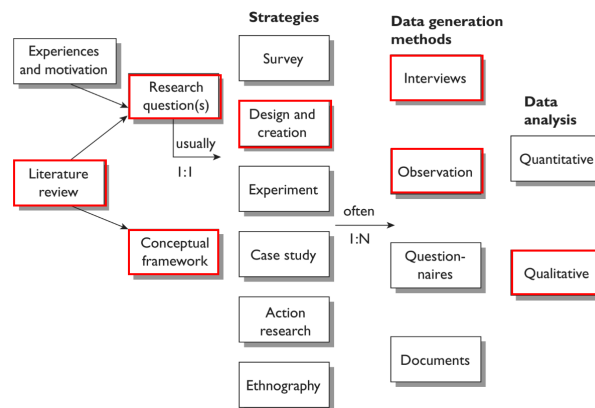 Strategies
Data generation
methods
Experiences
and motivation
Research
question(s)
Survey
Interviews
Data
analysis
usually
1:1
Design and
creation
Literature
review
Observation
Quantitative
Experiment
often
1:N
Conceptual
framework
Case study
Question-
naires
Qualitative
Action
research
Documents
Ethnography